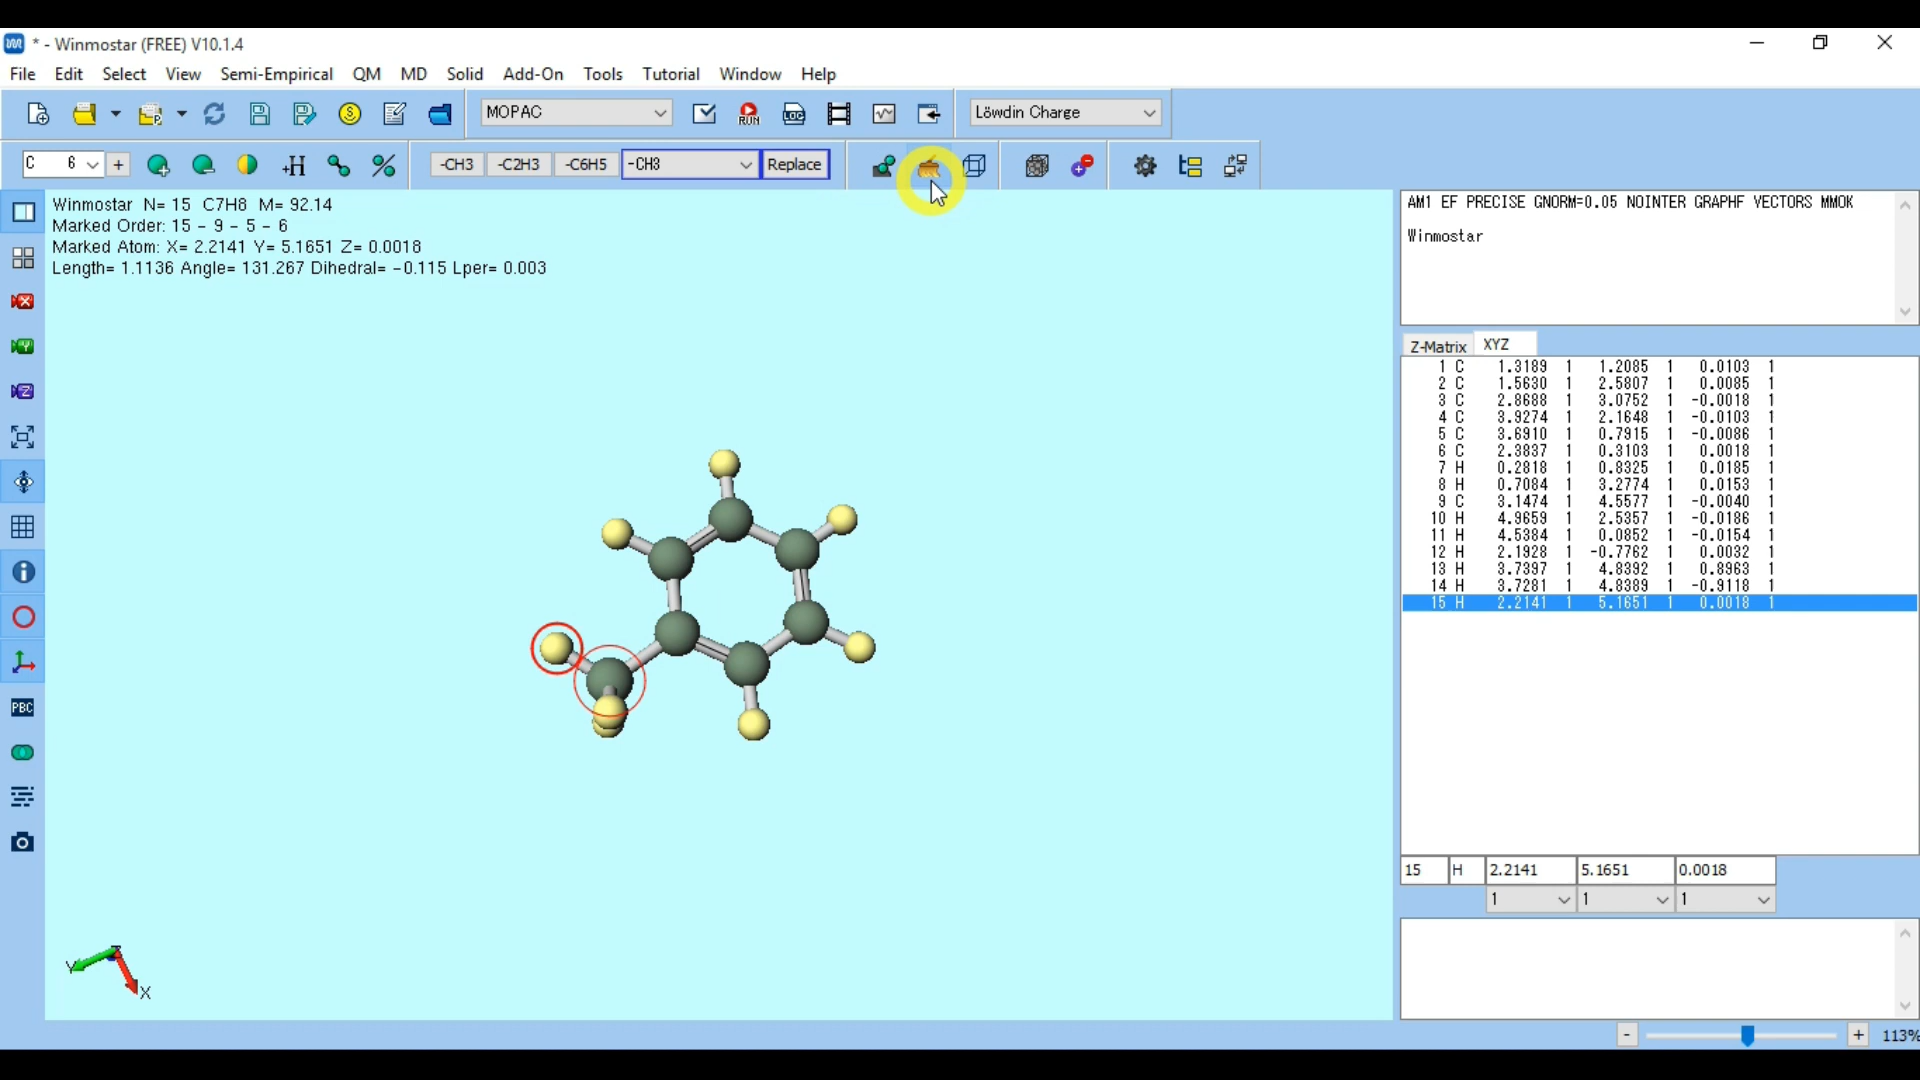 * - Winmostar (FREE) V10.1.4
File Edit Select View Semi-Empirical QM MD Solid Add-On Tools Tutorial Window Help
MOPAC RUN LOG Löwdin Charge
C 6 + +H -CH3 -C2H3 -C6H5 -CH3 Replace
Winmostar N= 15 C7H8 M= 92.14
Marked Order: 15 - 9 - 5 - 6
Marked Atom: X= 2.2141 Y= 5.1651 Z= 0.0018
Length= 1.1136 Angle= 131.267 Dihedral= -0.115 Lper= 0.003
X
Y
Z
PBC
Z
Y
X
AM1 EF PRECISE GNORM=0.05 NOINTER GRAPHF VECTORS MMOK
Winmostar
Z-Matrix XYZ
1 C 1.3189 1 1.2085 1 0.0103 1
2 C 1.5630 1 2.5807 1 0.0085 1
3 C 2.8688 1 3.0752 1 -0.0018 1
4 C 3.9274 1 2.1648 1 -0.0103 1
5 C 3.6910 1 0.7915 1 -0.0086 1
6 C 2.3837 1 0.3103 1 0.0018 1
7 H 0.2818 1 0.8325 1 0.0185 1
8 H 0.7084 1 3.2774 1 0.0153 1
9 C 3.1474 1 4.5577 1 -0.0040 1
10 H 4.9659 1 2.5357 1 -0.0186 1
11 H 4.5384 1 0.0852 1 -0.0154 1
12 H 2.1928 1 -0.7762 1 0.0032 1
13 H 3.7397 1 4.8392 1 0.8963 1
14 H 3.7281 1 4.8389 1 -0.9118 1
15 H 2.2141 1 5.1651 1 0.0018 1
15 H 2.2141 5.1651 0.0018
1 1 1
- + 113%